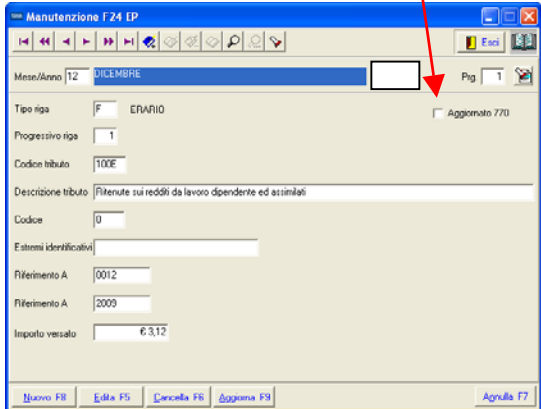 Manutenzione F24 EP
Esci
Mese/Anno 12 DICEMBRE Prg 1
Tipo riga F ERARIO Aggiornato 770
Progressivo riga 1
Codice tributo 100E
Descrizione tributo Ritenute sui redditi da lavoro dipendente ed assimilati
Codice 0
Estremi identificativi
Riferimento A 0012
Riferimento A 2009
Importo versato € 3,12
Nuovo F8 Edita F5 Cancella F6 Aggiorna F9 Annulla F7